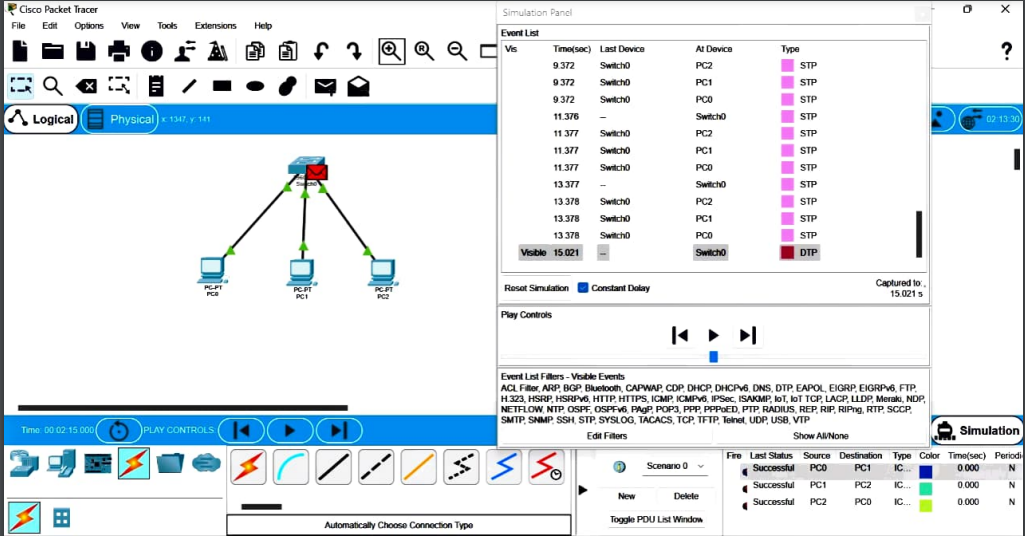 Cisco Packet Tracer
File Edit Options View Tools Extensions Help
Logical Physical x: 1347, y: 141
02:13:30
Switch0
PC-PT
PC0
PC-PT
PC1
PC-PT
PC2
Simulation Panel
Event List
Vis Time(sec) Last Device At Device Type
9.372 Switch0 PC2 STP
9.372 Switch0 PC1 STP
9.372 Switch0 PC0 STP
11.376 -- Switch0 STP
11.377 Switch0 PC2 STP
11.377 Switch0 PC1 STP
11.377 Switch0 PC0 STP
13.377 -- Switch0 STP
13.378 Switch0 PC2 STP
13.378 Switch0 PC1 STP
13.378 Switch0 PC0 STP
Visible 15.021 -- Switch0 DTP
Reset Simulation Constant Delay Captured to:
15.021 s
Play Controls
Event List Filters - Visible Events
ACL Filter, ARP, BGP, Bluetooth, CAPWAP, CDP, DHCP, DHCPv6, DNS, DTP, EAPOL, EIGRP, EIGRPv6, FTP,
H.323, HSRP, HSRPv6, HTTP, HTTPS, ICMP, ICMPv6, IPSec, ISAKMP, IoT, IoT TCP, LACP, LLDP, Meraki, NDP,
NETFLOW, NTP, OSPF, OSPFv6, PAgP, POP3, PPP, PPPoED, PTP, RADIUS, REP, RIP, RIPng, RTP, SCCP,
SMTP, SNMP, SSH, STP, SYSLOG, TACACS, TCP, TFTP, Telnet, UDP, USB, VTP
Edit Filters Show All/None
Time: 00:02:15.000 PLAY CONTROLS:
Simulation
Automatically Choose Connection Type
Scenario 0
New Delete
Toggle PDU List Window
Fire Last Status Source Destination Type Color Time(sec) Periodi
Successful PC0 PC1 IC... 0.000 N
Successful PC1 PC2 IC... 0.000 N
Successful PC2 PC0 IC... 0.000 N